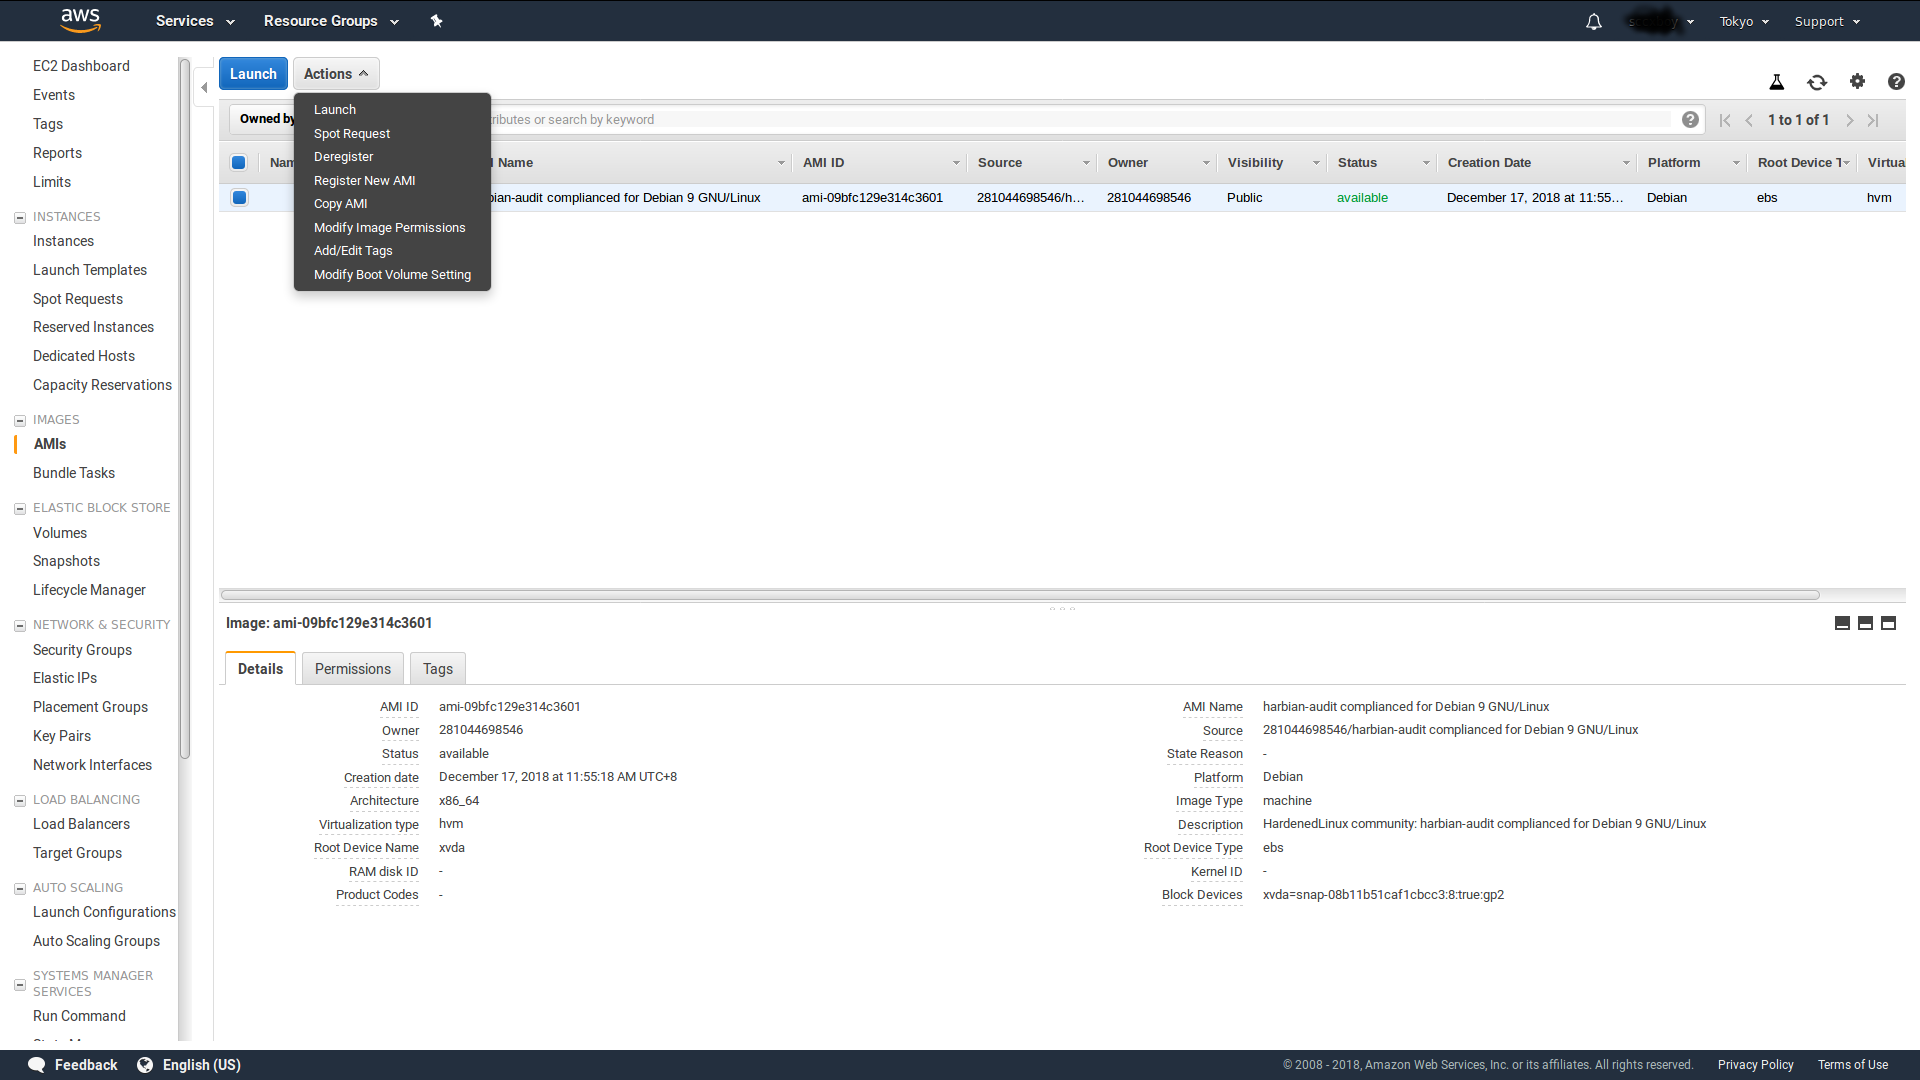 aws Services Resource Groups Tokyo Support
EC2 Dashboard
Events
Tags
Reports
Limits
INSTANCES
Instances
Launch Templates
Spot Requests
Reserved Instances
Dedicated Hosts
Capacity Reservations
IMAGES
AMIs
Bundle Tasks
ELASTIC BLOCK STORE
Volumes
Snapshots
Lifecycle Manager
NETWORK & SECURITY
Security Groups
Elastic IPs
Placement Groups
Key Pairs
Network Interfaces
LOAD BALANCING
Load Balancers
Target Groups
AUTO SCALING
Launch Configurations
Auto Scaling Groups
SYSTEMS MANAGER
SERVICES
Run Command
Launch Actions
Launch
Spot Request
Deregister
Register New AMI
Copy AMI
Modify Image Permissions
Add/Edit Tags
Modify Boot Volume Setting
Owned by ributes or search by keyword 1 to 1 of 1
Nam Name AMI ID Source Owner Visibility Status Creation Date Platform Root Device T Virtua
bian-audit complianced for Debian 9 GNU/Linux ami-09bfc129e314c3601 281044698546/h... 281044698546 Public available December 17, 2018 at 11:55... Debian ebs hvm
Image: ami-09bfc129e314c3601
Details Permissions Tags
AMI ID ami-09bfc129e314c3601 AMI Name harbian-audit complianced for Debian 9 GNU/Linux
Owner 281044698546 Source 281044698546/harbian-audit complianced for Debian 9 GNU/Linux
Status available State Reason -
Creation date December 17, 2018 at 11:55:18 AM UTC+8 Platform Debian
Architecture x86_64 Image Type machine
Virtualization type hvm Description HardenedLinux community: harbian-audit complianced for Debian 9 GNU/Linux
Root Device Name xvda Root Device Type ebs
RAM disk ID - Kernel ID -
Product Codes - Block Devices xvda=snap-08b11b51caf1cbcc3:8:true:gp2
Feedback English (US) © 2008 - 2018, Amazon Web Services, Inc. or its affiliates. All rights reserved. Privacy Policy Terms of Use